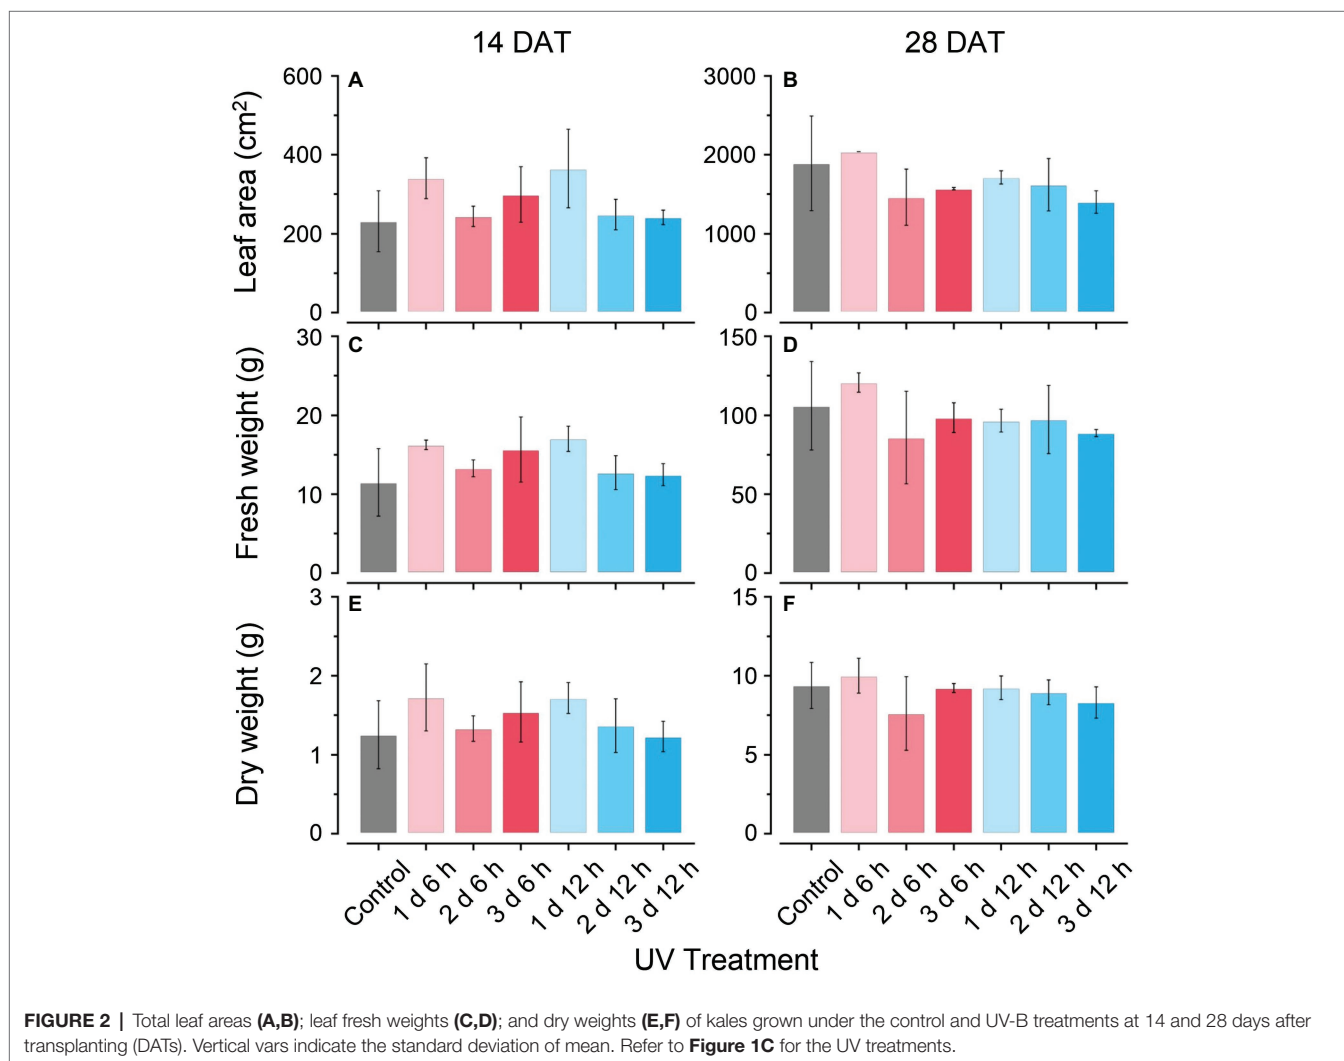 14 DAT
28 DAT
A
B
Leaf area (cm²)
600
400
200
0
3000
2000
1000
0
C
D
Fresh weight (g)
30
20
10
0
150
100
50
0
E
F
Dry weight (g)
3
2
1
0
15
10
5
0
Control
1 d 6 h
2 d 6 h
3 d 6 h
1 d 12 h
2 d 12 h
3 d 12 h
Control
1 d 6 h
2 d 6 h
3 d 6 h
1 d 12 h
2 d 12 h
3 d 12 h
UV Treatment
FIGURE 2 | Total leaf areas (A,B); leaf fresh weights (C,D); and dry weights (E,F) of kales grown under the control and UV-B treatments at 14 and 28 days after
transplanting (DATs). Vertical vars indicate the standard deviation of mean. Refer to Figure 1C for the UV treatments.